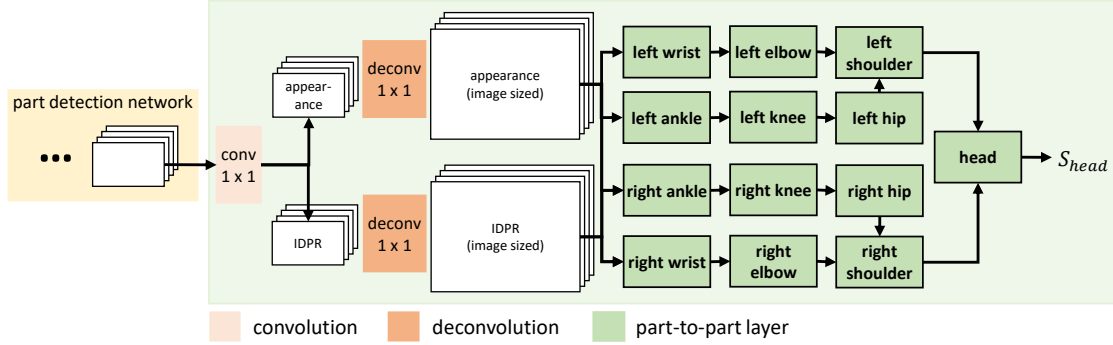 part detection network
•••
conv
1 x 1
appear-
ance
IDPR
deconv
1 x 1
deconv
1 x 1
appearance
(image sized)
IDPR
(image sized)
left wrist
left elbow
left
shoulder
left ankle
left knee
left hip
right ankle
right knee
right hip
right wrist
right
elbow
right
shoulder
head
S_head
convolution
deconvolution
part-to-part layer